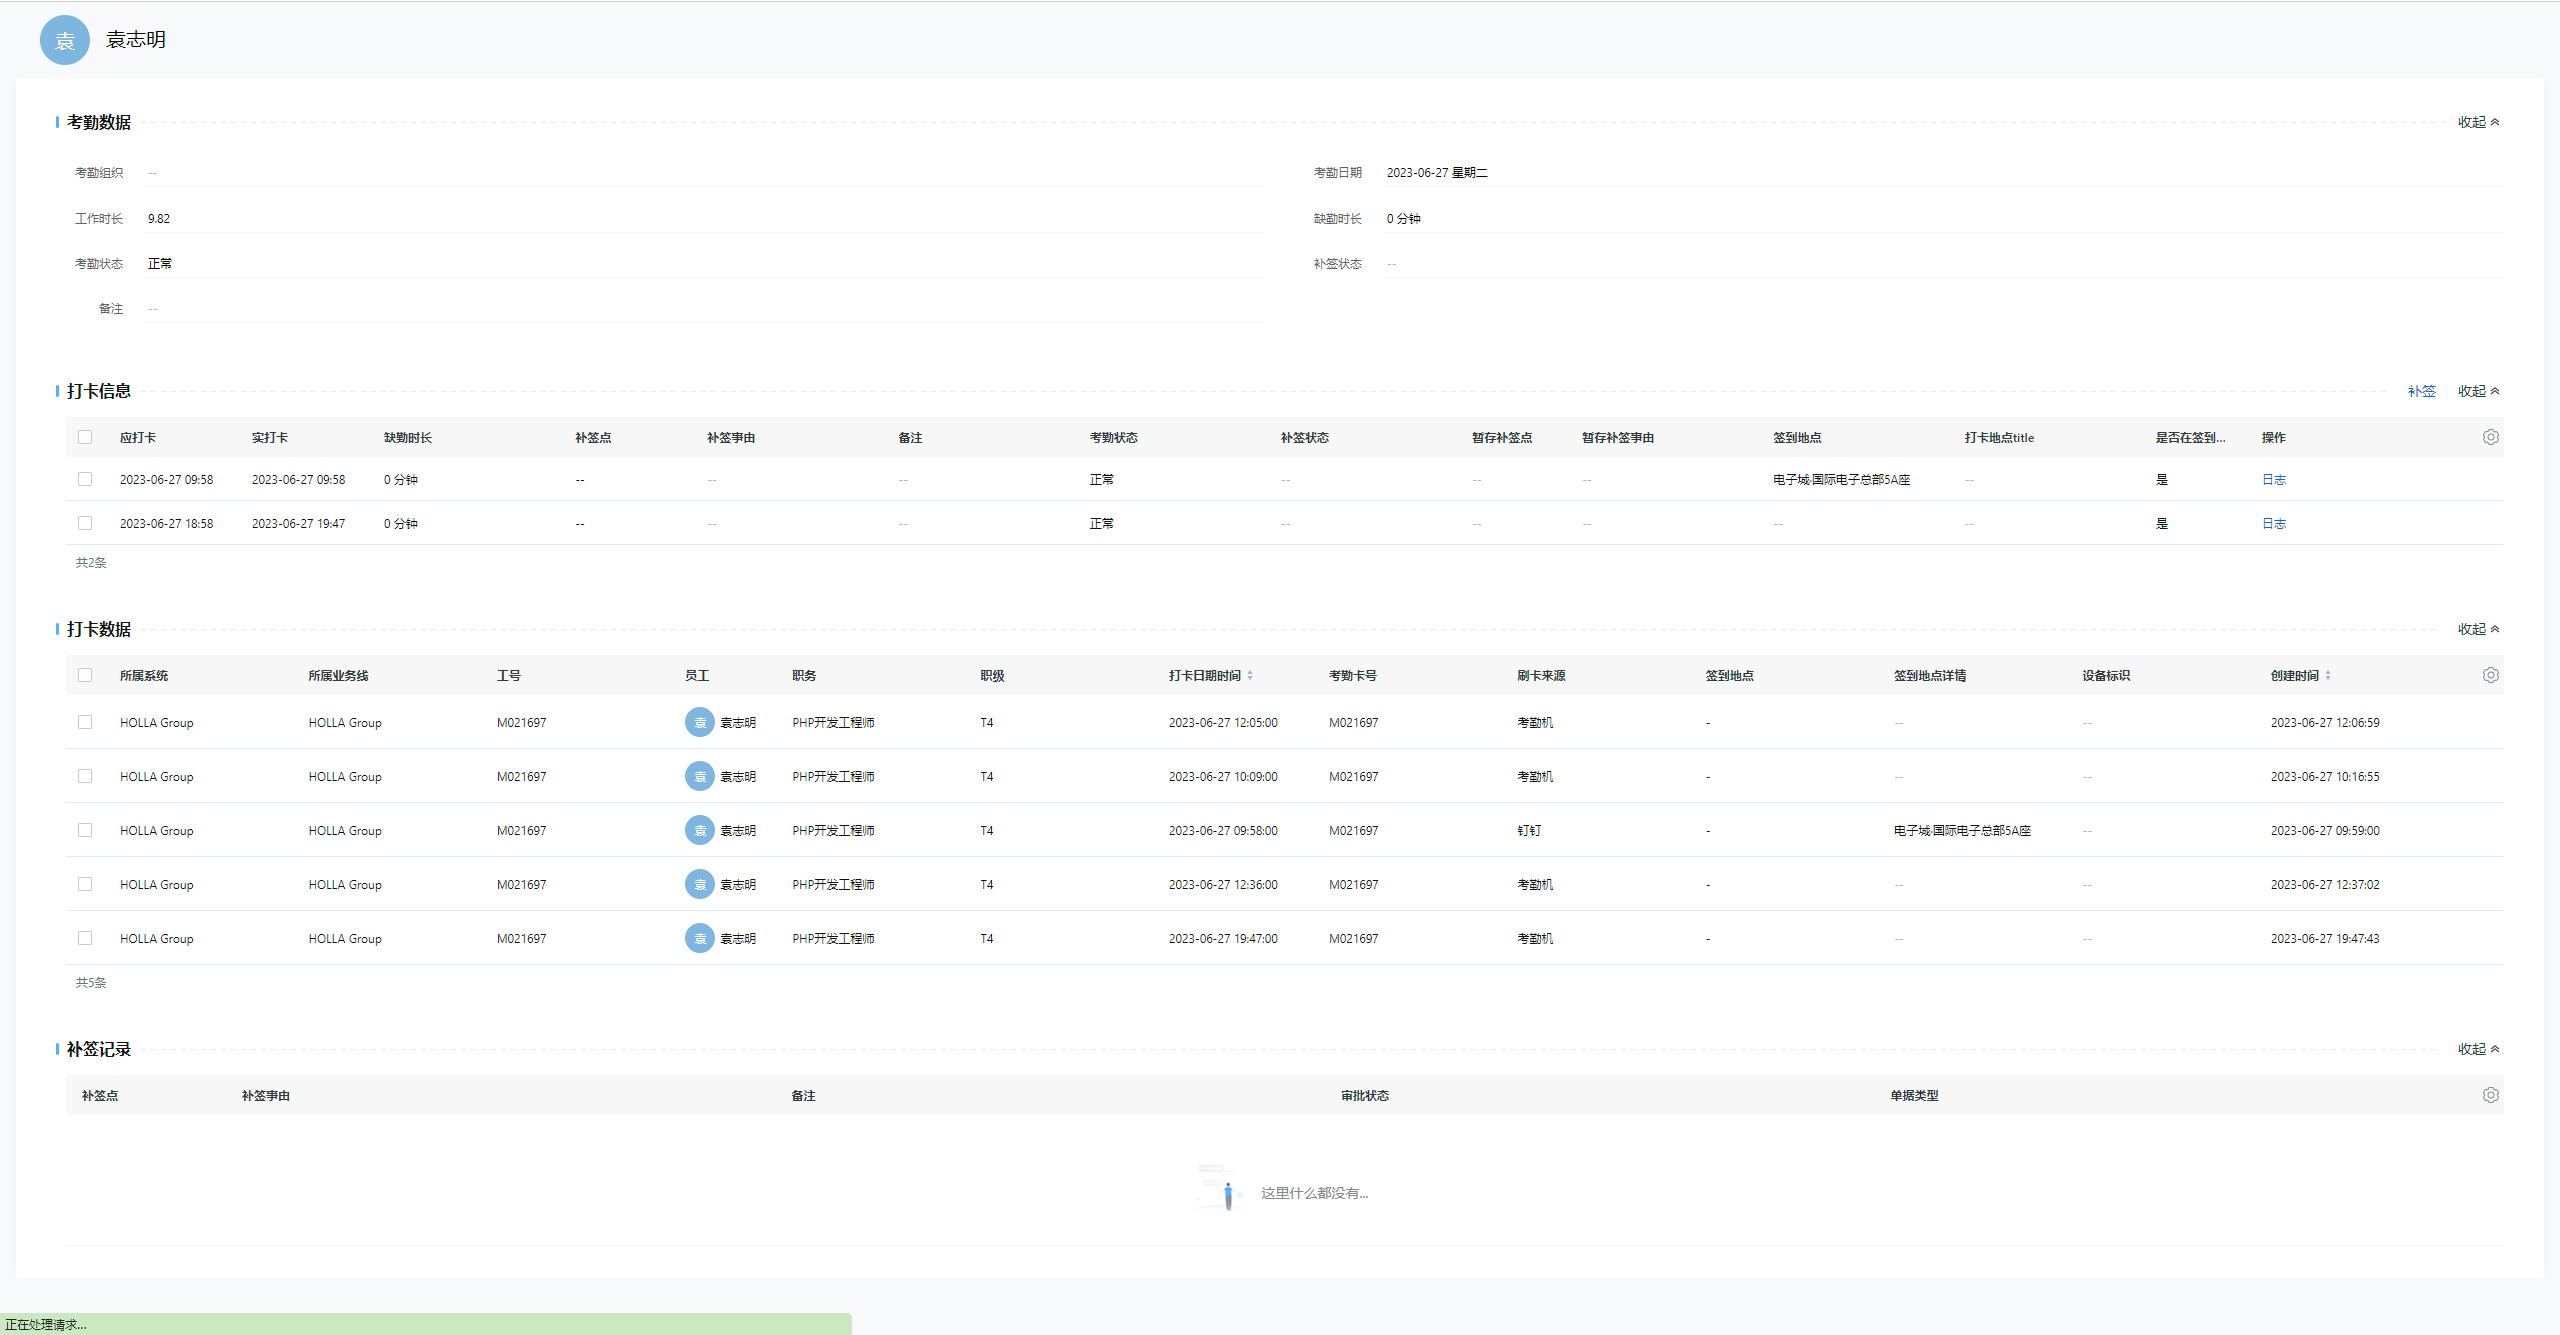 袁 袁志明
考勤数据 收起
考勤组织 -- 考勤日期 2023-06-27 星期二
工作时长 9.82 缺勤时长 0 分钟
考勤状态 正常 补签状态 --
备注 --
打卡信息 补签 收起
应打卡 实打卡 缺勤时长 补签点 补签事由 备注 考勤状态 补签状态 暂存补签点 暂存补签事由 签到地点 打卡地点title 是否在签到... 操作
2023-06-27 09:58 2023-06-27 09:58 0 分钟 -- -- -- 正常 -- -- -- 电子城·国际电子总部5A座 -- 是 日志
2023-06-27 18:58 2023-06-27 19:47 0 分钟 -- -- -- 正常 -- -- -- -- -- 是 日志
共2条
打卡数据 收起
所属系统 所属业务线 工号 员工 职务 职级 打卡日期时间 考勤卡号 刷卡来源 签到地点 签到地点详情 设备标识 创建时间
HOLLA Group HOLLA Group M021697 袁 袁志明 PHP开发工程师 T4 2023-06-27 12:05:00 M021697 考勤机 - -- -- 2023-06-27 12:06:59
HOLLA Group HOLLA Group M021697 袁 袁志明 PHP开发工程师 T4 2023-06-27 10:09:00 M021697 考勤机 - -- -- 2023-06-27 10:16:55
HOLLA Group HOLLA Group M021697 袁 袁志明 PHP开发工程师 T4 2023-06-27 09:58:00 M021697 钉钉 - 电子城·国际电子总部5A座 -- 2023-06-27 09:59:00
HOLLA Group HOLLA Group M021697 袁 袁志明 PHP开发工程师 T4 2023-06-27 12:36:00 M021697 考勤机 - -- -- 2023-06-27 12:37:02
HOLLA Group HOLLA Group M021697 袁 袁志明 PHP开发工程师 T4 2023-06-27 19:47:00 M021697 考勤机 - -- -- 2023-06-27 19:47:43
共5条
补签记录 收起
补签点 补签事由 备注 审批状态 单据类型
这里什么都没有...
正在处理请求...